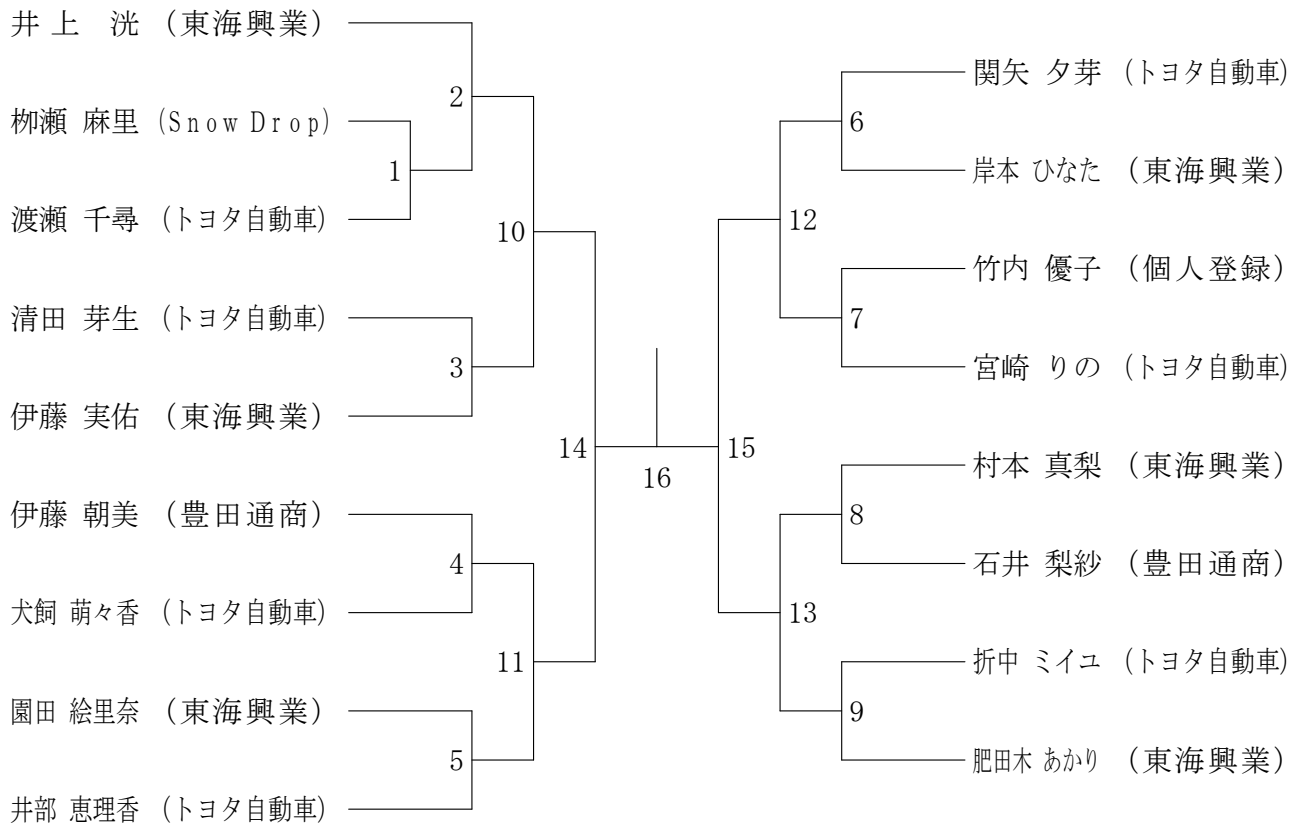 井上 洸 （東海興業）
栁瀬 麻里 （Snow Drop）
渡瀬 千尋 （トヨタ自動車）
清田 芽生 （トヨタ自動車）
伊藤 実佑 （東海興業）
伊藤 朝美 （豊田通商）
犬飼 萌々香 （トヨタ自動車）
園田 絵里奈 （東海興業）
井部 恵理香 （トヨタ自動車）
2
1
10
3
14
4
11
5
16
関矢 夕芽 （トヨタ自動車）
岸本 ひなた （東海興業）
竹内 優子 （個人登録）
宮崎 りの （トヨタ自動車）
村本 真梨 （東海興業）
石井 梨紗 （豊田通商）
折中 ミイユ （トヨタ自動車）
肥田木 あかり （東海興業）
6
12
7
15
8
13
9